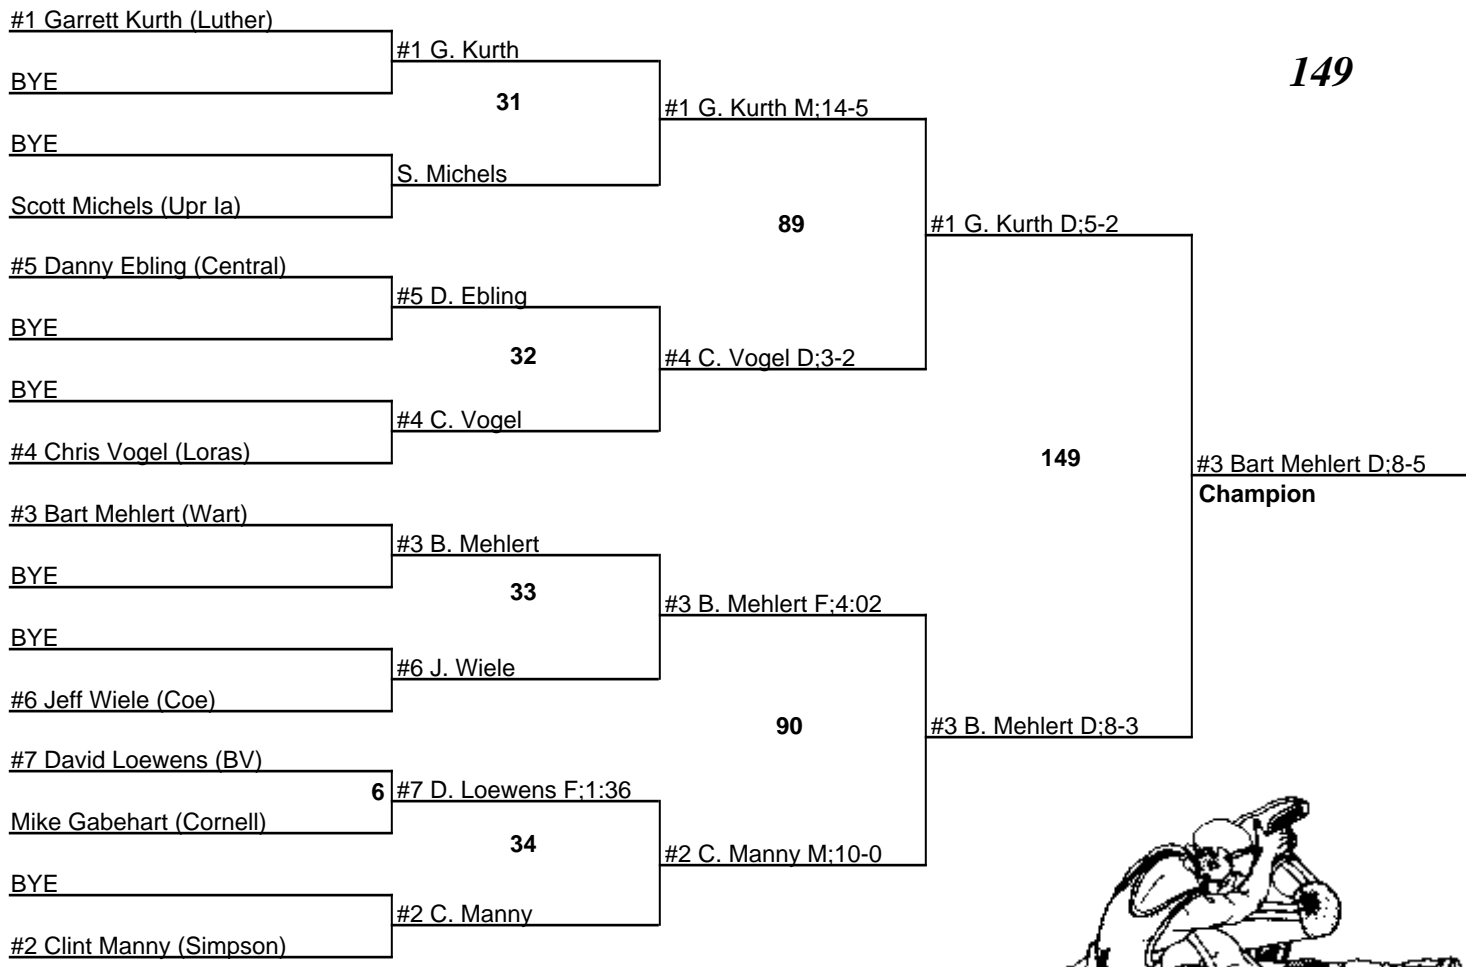 #1 Garrett Kurth (Luther)
BYE
BYE
Scott Michels (Upr Ia)
#5 Danny Ebling (Central)
BYE
BYE
#4 Chris Vogel (Loras)
#3 Bart Mehlert (Wart)
BYE
BYE
#6 Jeff Wiele (Coe)
#7 David Loewens (BV)
6
Mike Gabehart (Cornell)
BYE
#2 Clint Manny (Simpson)
#1 G. Kurth
31
S. Michels
#5 D. Ebling
32
#4 C. Vogel
#3 B. Mehlert
33
#6 J. Wiele
#7 D. Loewens F;1:36
34
#2 C. Manny
#1 G. Kurth M;14-5
89
#4 C. Vogel D;3-2
#3 B. Mehlert F;4:02
90
#2 C. Manny M;10-0
#1 G. Kurth D;5-2
149
#3 B. Mehlert D;8-3
149
#3 Bart Mehlert D;8-5
Champion